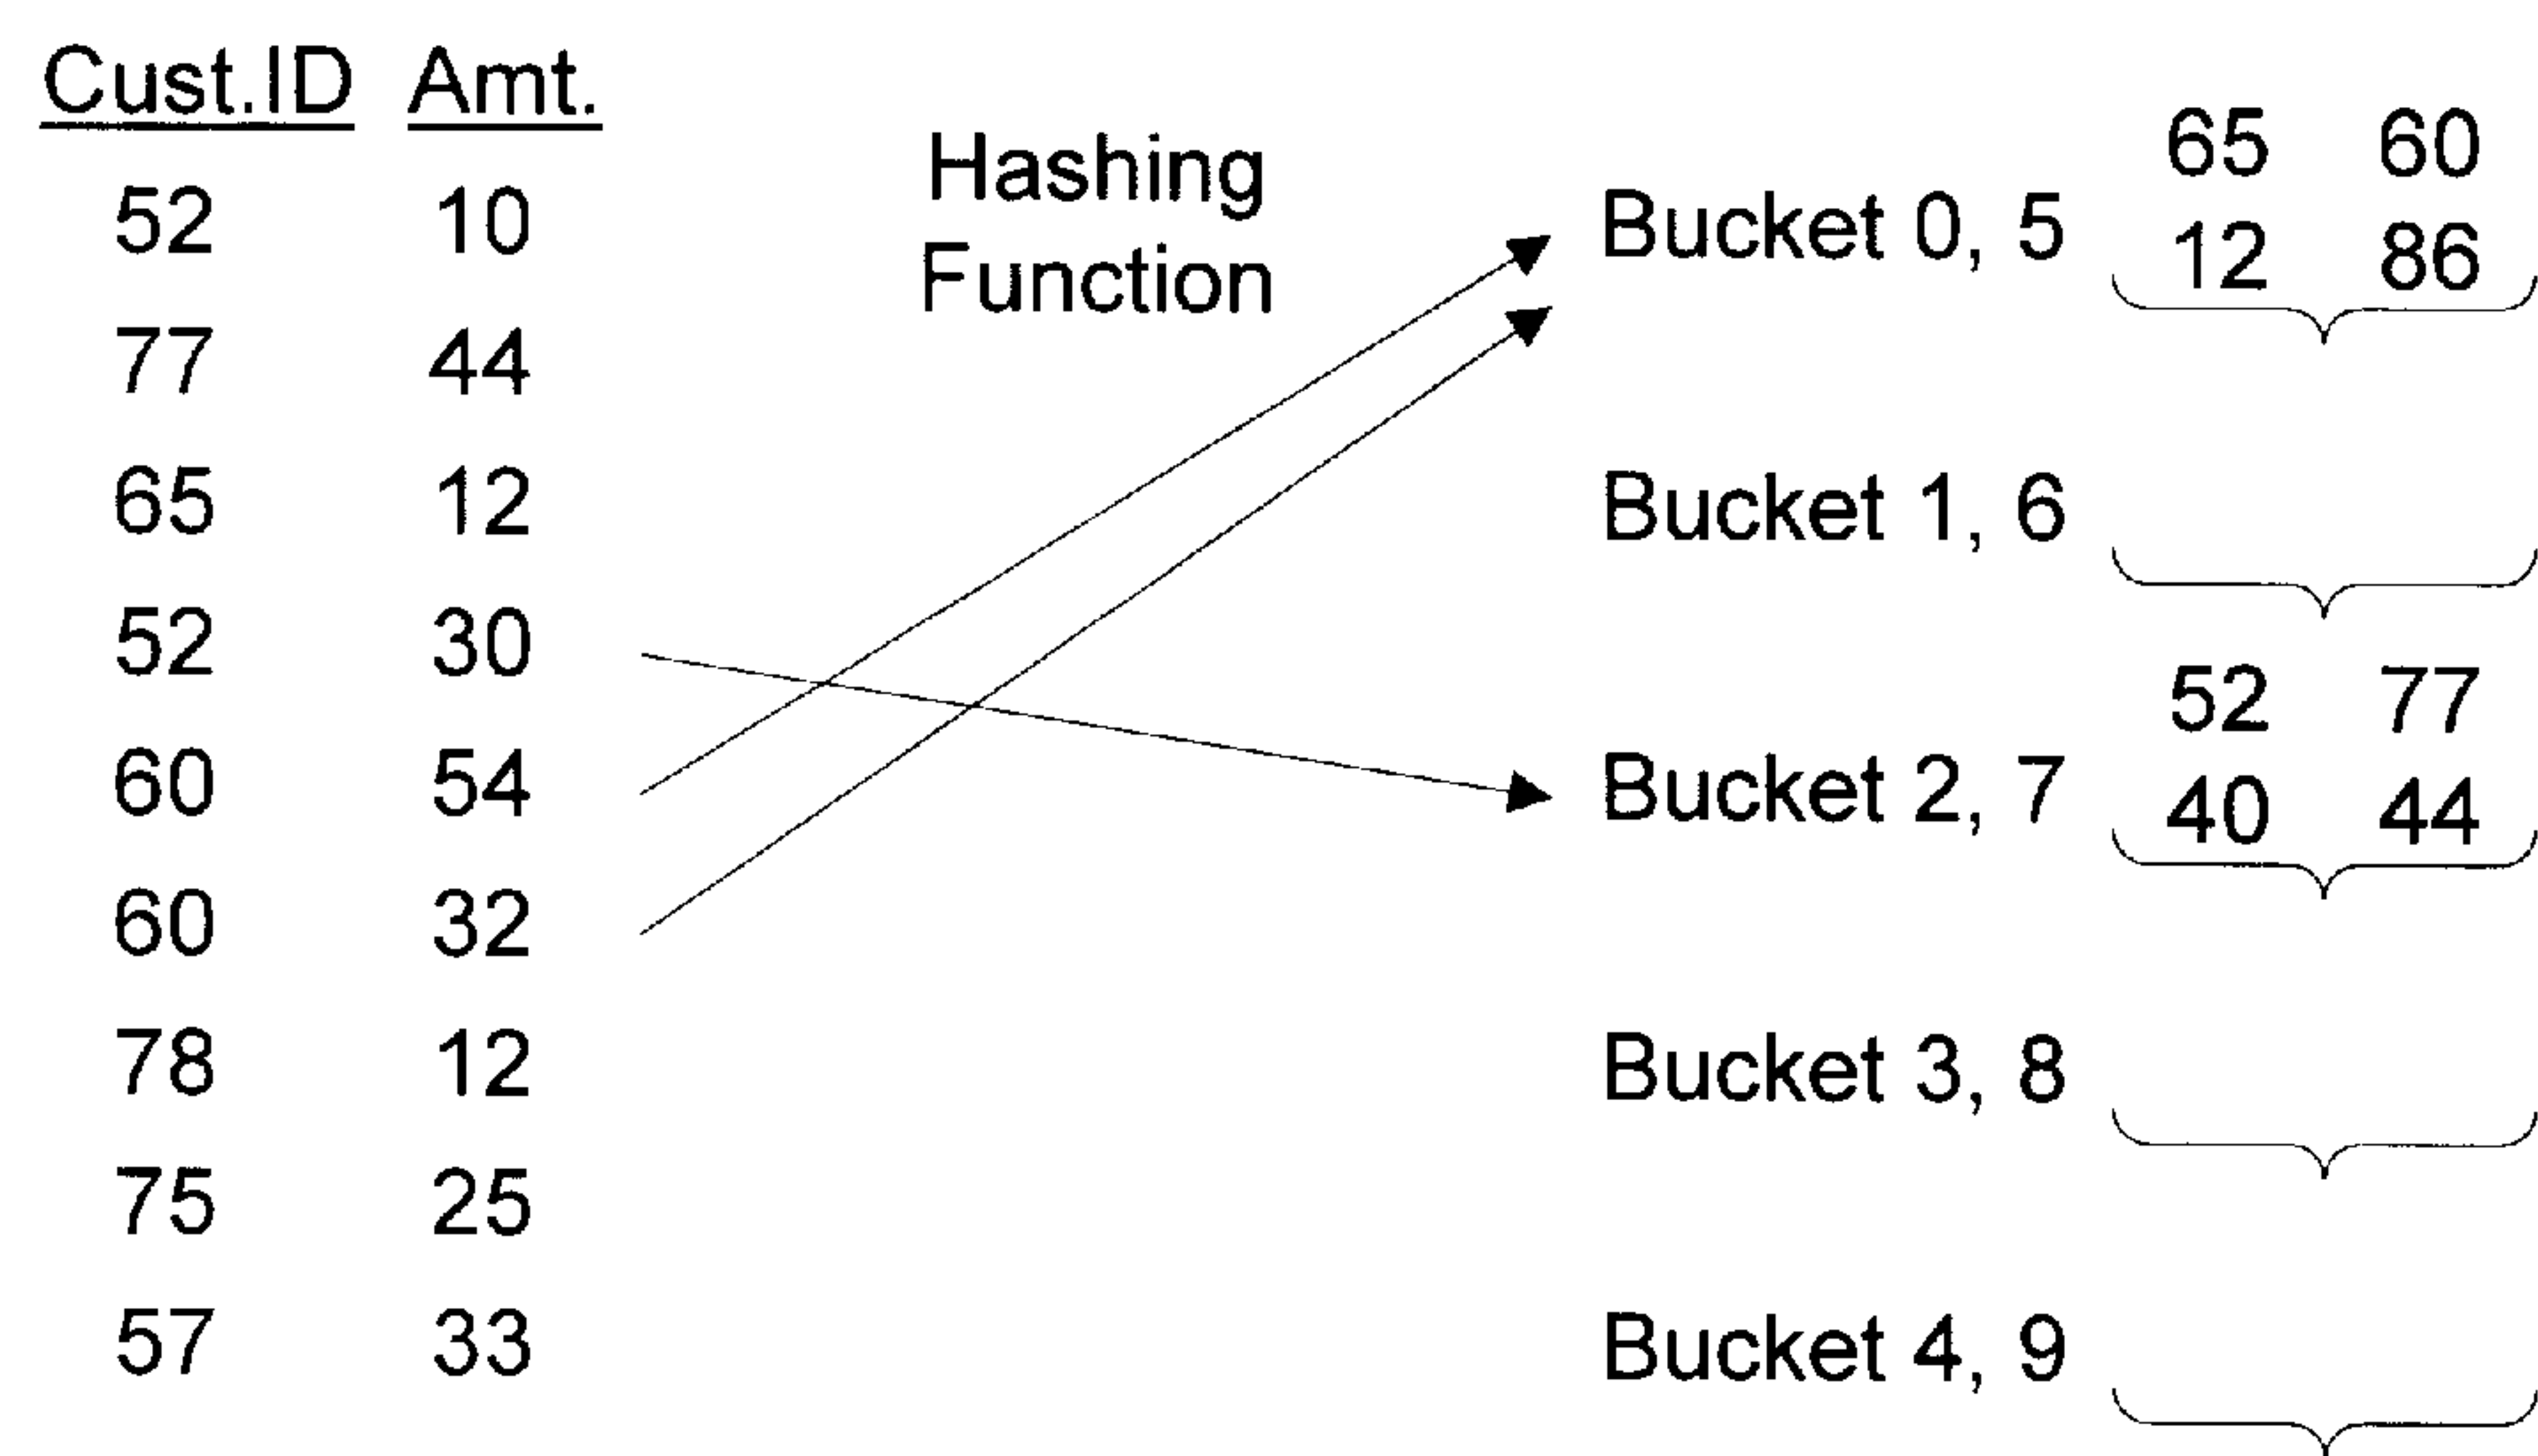 Cust.ID Amt.
52 10
77 44
65 12
52 30
60 54
60 32
78 12
75 25
57 33
Hashing
Function
65 60
Bucket 0, 5
12 86
Bucket 1, 6
52 77
Bucket 2, 7
40 44
Bucket 3, 8
Bucket 4, 9